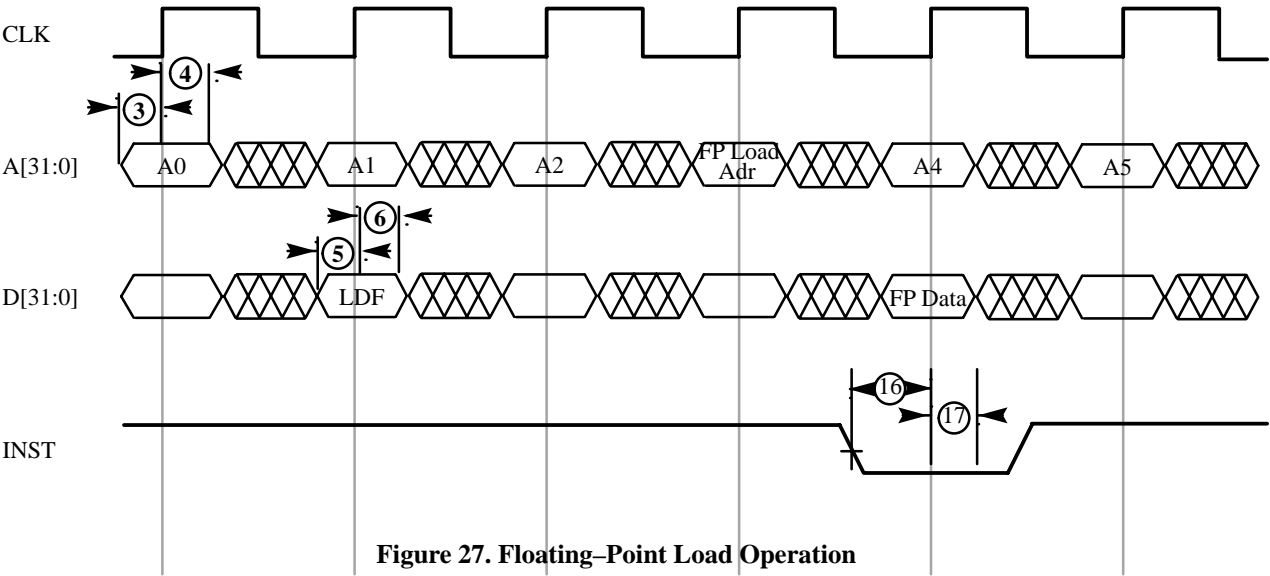 CLK
4
3
A[31:0]
A0
A1
A2
FP Load
Adr
A4
A5
6
5
D[31:0]
LDF
FP Data
16
17
INST
Figure 27. Floating–Point Load Operation